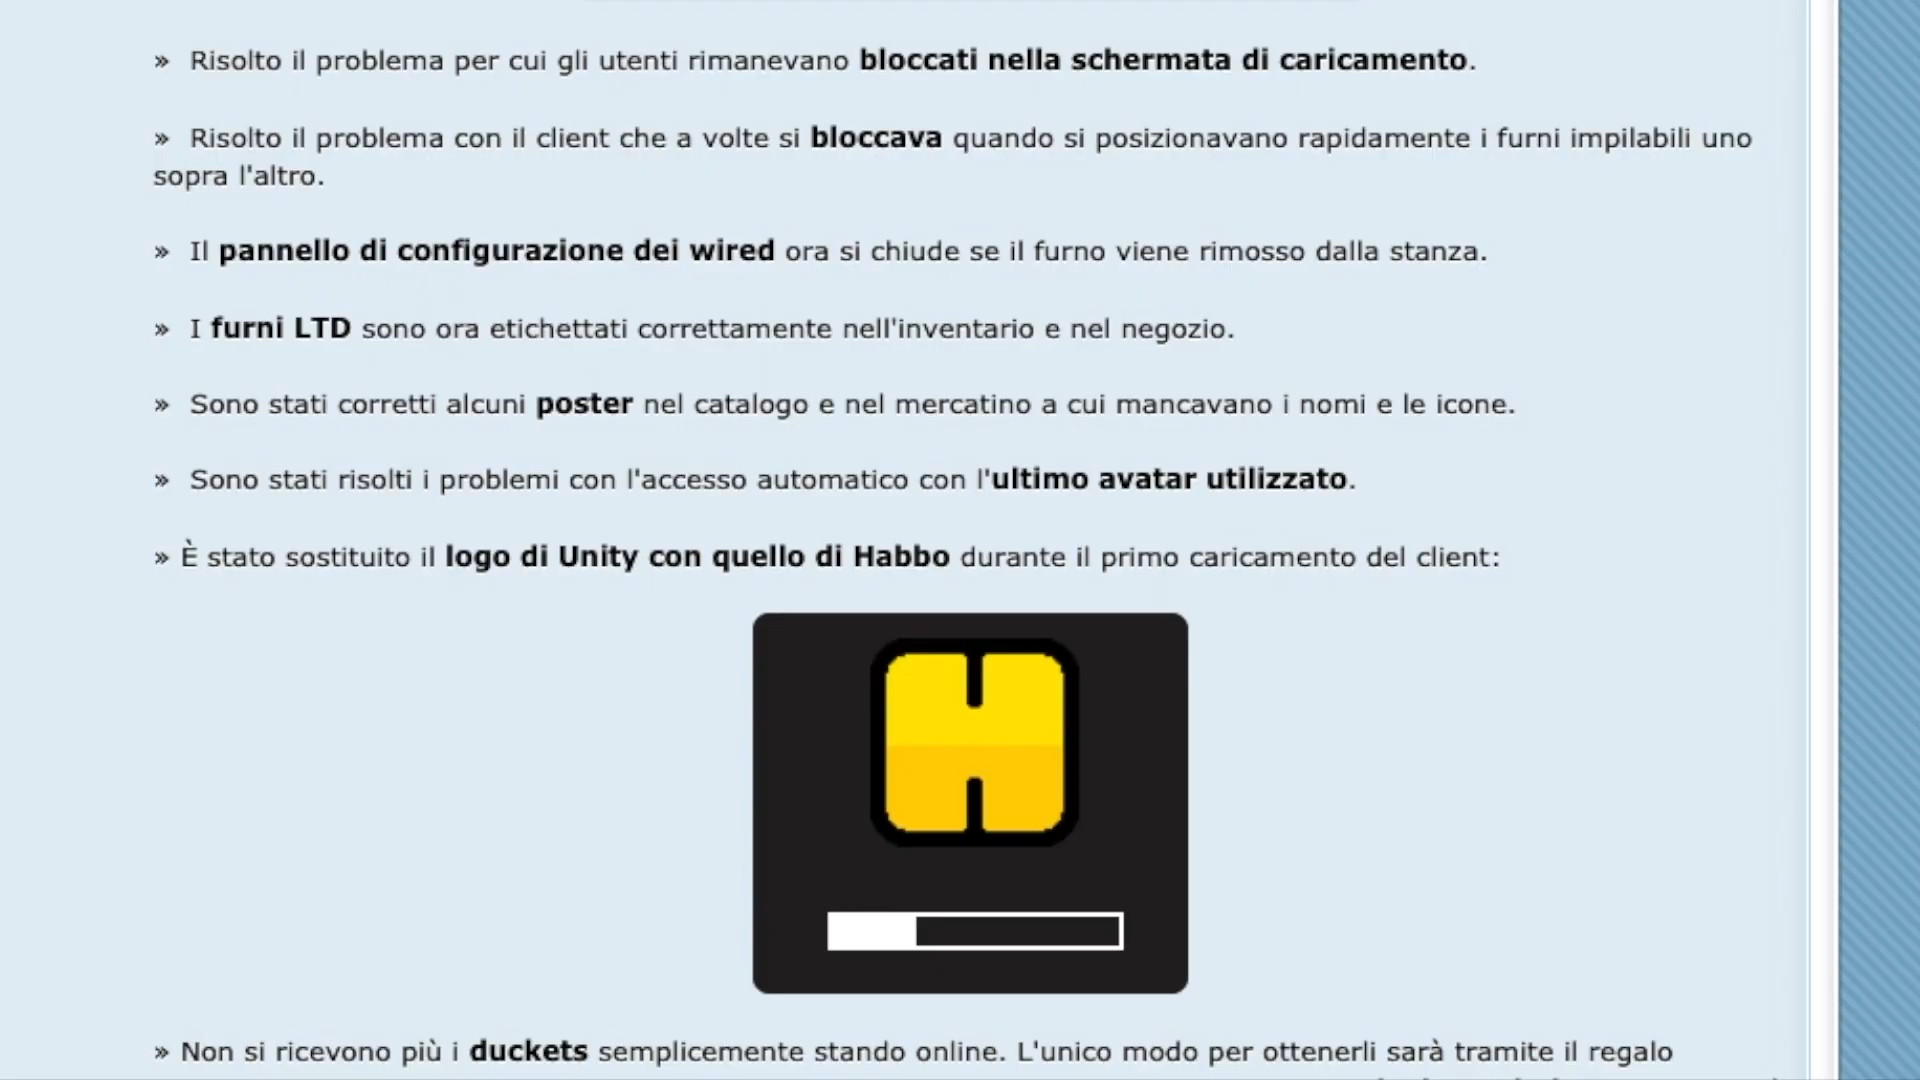 » Risolto il problema per cui gli utenti rimanevano bloccati nella schermata di caricamento.
» Risolto il problema con il client che a volte si bloccava quando si posizionavano rapidamente i furni impilabili uno
sopra l'altro.
» Il pannello di configurazione dei wired ora si chiude se il furno viene rimosso dalla stanza.
» I furni LTD sono ora etichettati correttamente nell'inventario e nel negozio.
» Sono stati corretti alcuni poster nel catalogo e nel mercatino a cui mancavano i nomi e le icone.
» Sono stati risolti i problemi con l'accesso automatico con l'ultimo avatar utilizzato.
» È stato sostituito il logo di Unity con quello di Habbo durante il primo caricamento del client:
H
» Non si ricevono più i duckets semplicemente stando online. L'unico modo per ottenerli sarà tramite il regalo